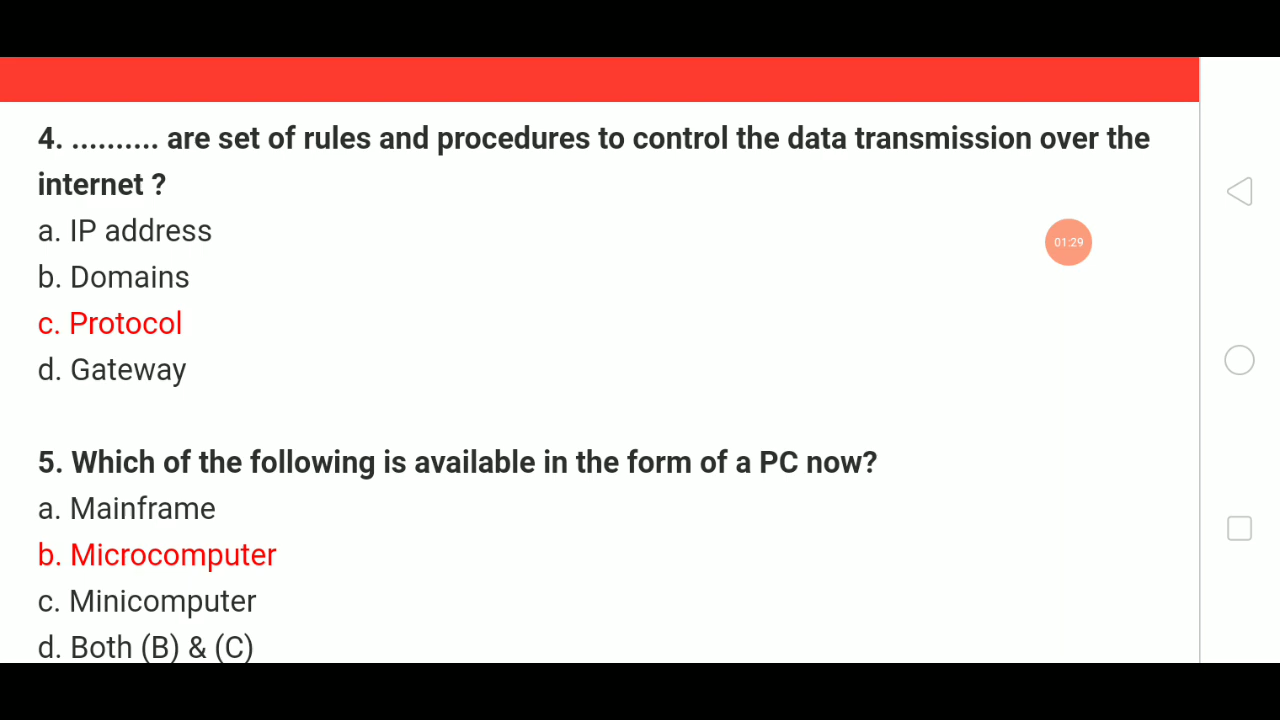 4. .......... are set of rules and procedures to control the data transmission over the
internet ?
a. IP address
b. Domains
c. Protocol
d. Gateway
01:29
5. Which of the following is available in the form of a PC now?
a. Mainframe
b. Microcomputer
c. Minicomputer
d. Both (B) & (C)